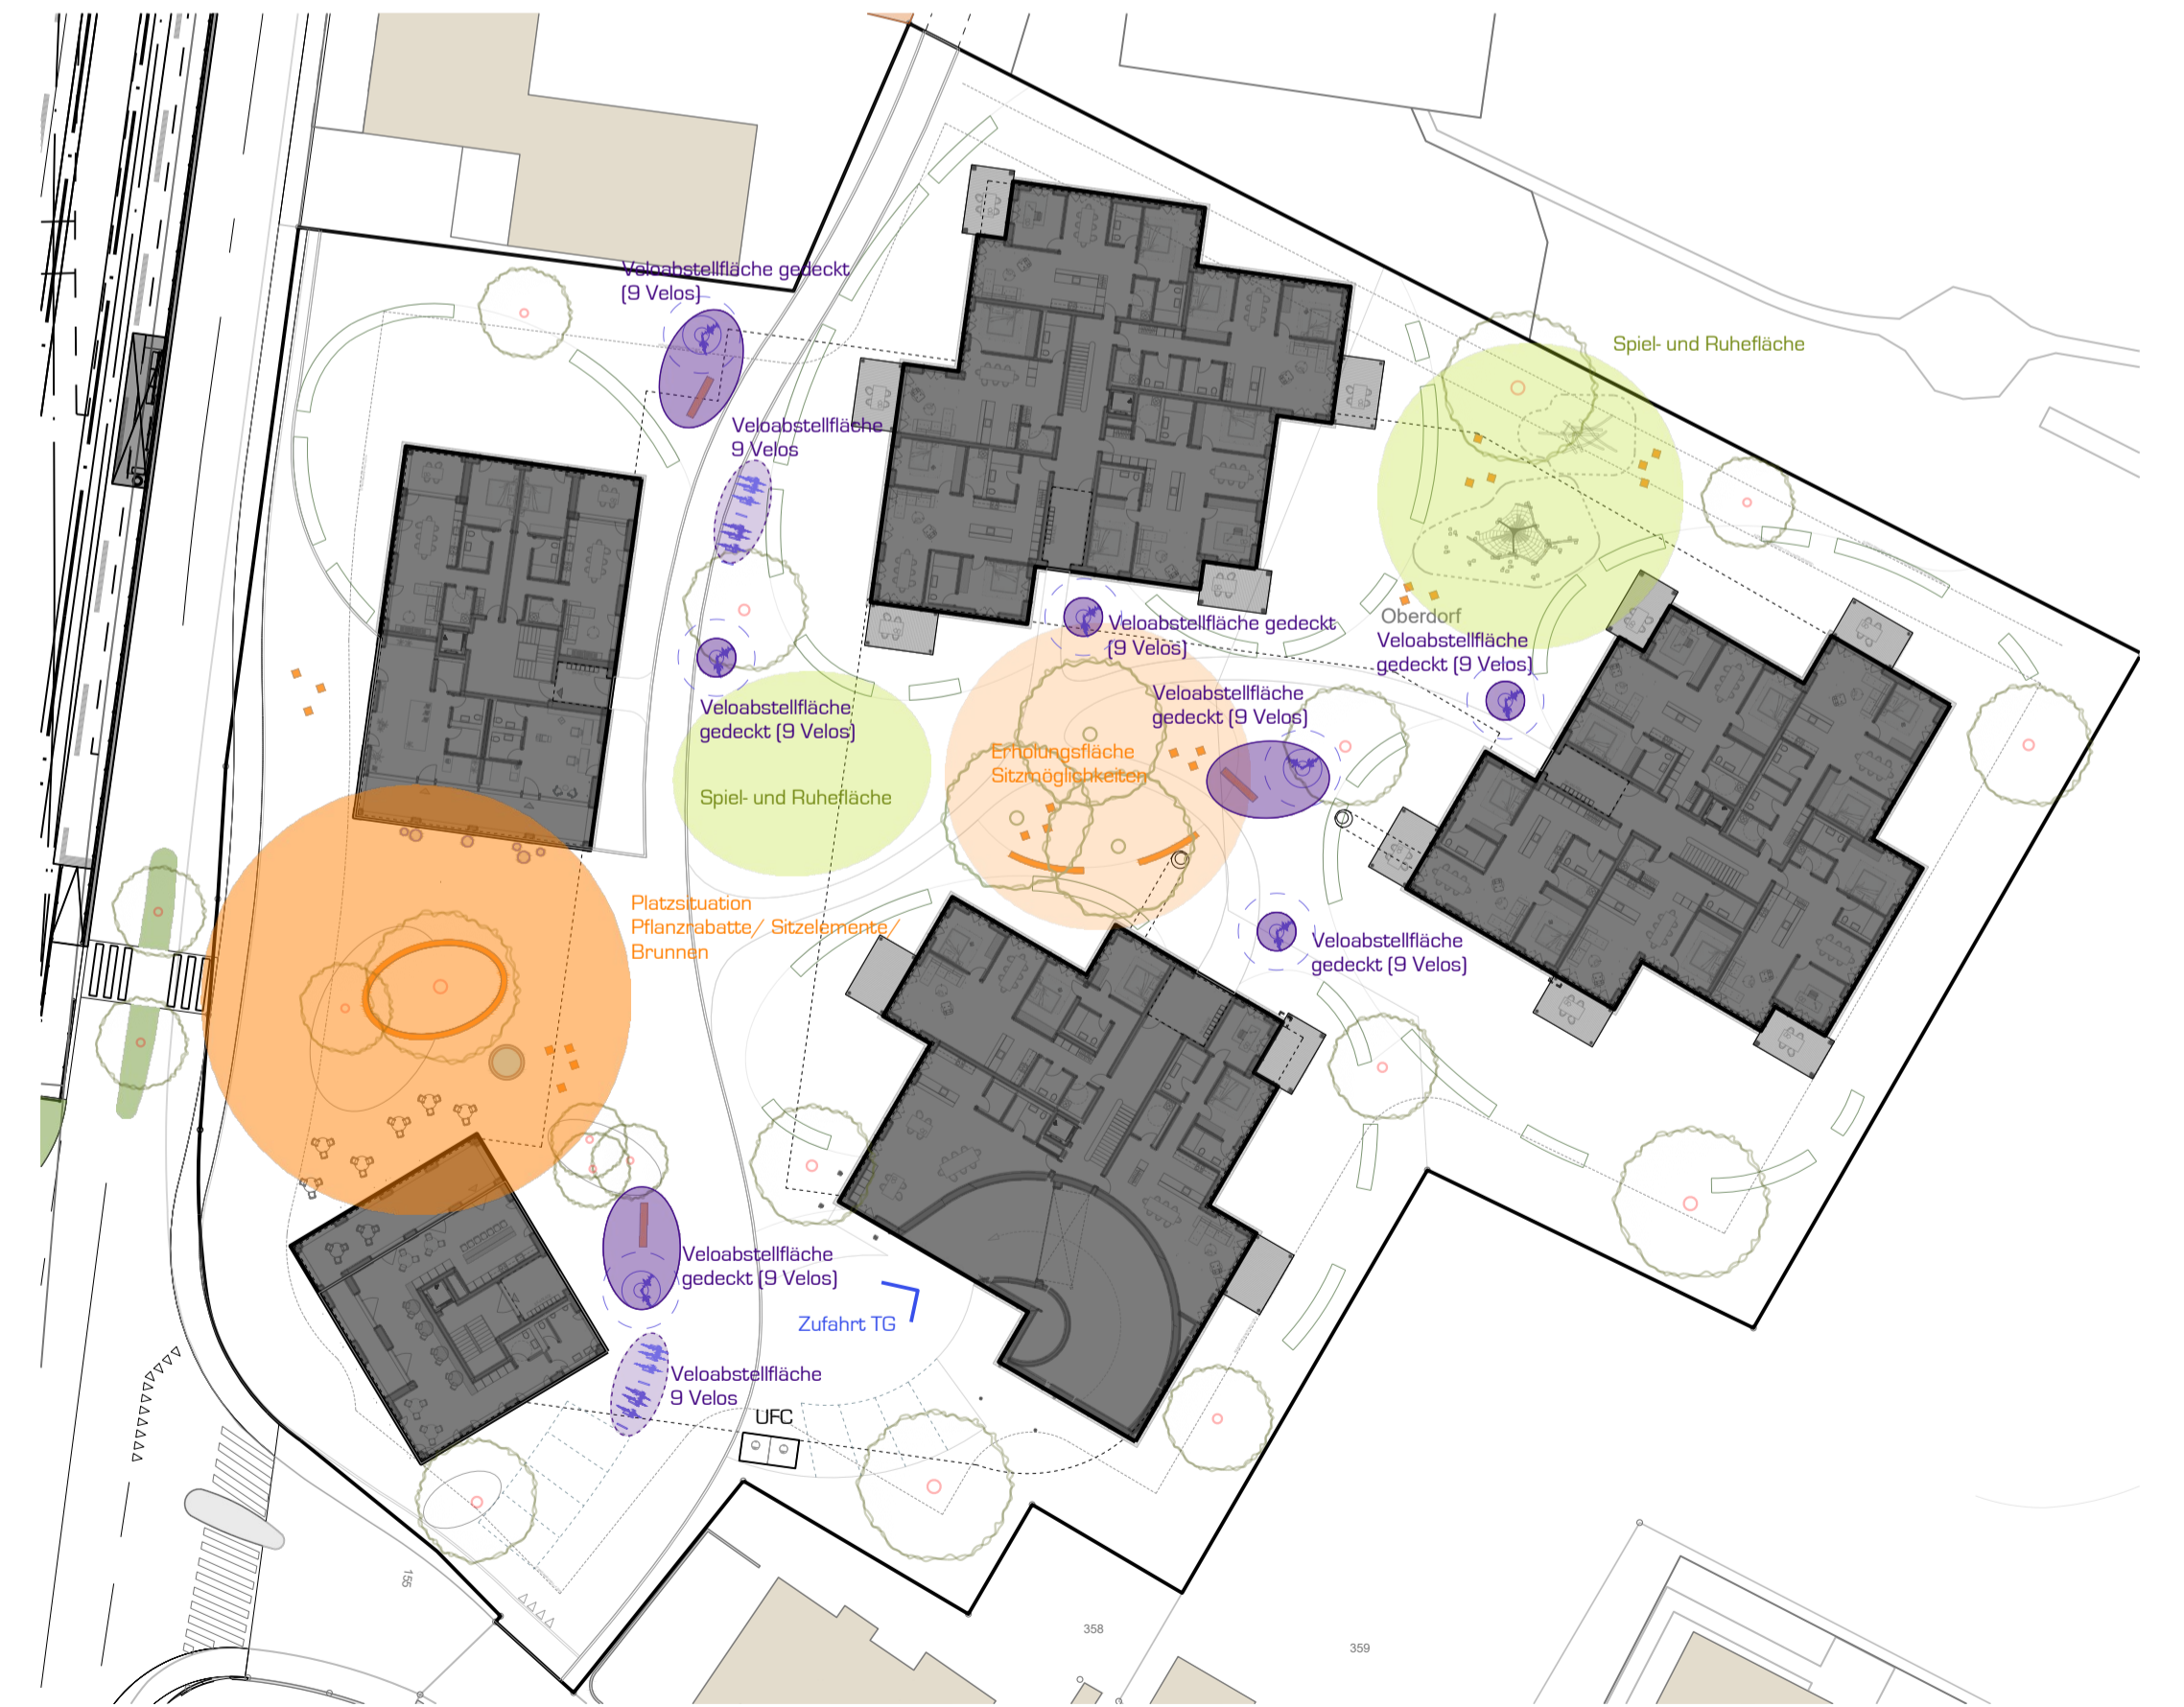 Veloabstellfläche gedeckt
(9 Velos)
Spiel- und Ruhefläche
Veloabstellfläche
9 Velos
Oberdorf
Veloabstellfläche gedeckt
(9 Velos)
Veloabstellfläche
gedeckt (9 Velos)
Veloabstellfläche
gedeckt (9 Velos)
Veloabstellfläche
gedeckt (9 Velos)
Erholungsfläche
Sitzmöglichkeiten
Spiel- und Ruhefläche
Platzsituation
Pflanzrabatte/ Sitzelemente/
Brunnen
Veloabstellfläche
gedeckt (9 Velos)
Veloabstellfläche
gedeckt (9 Velos)
Zufahrt TG
Veloabstellfläche
9 Velos
UFC
155
358
359